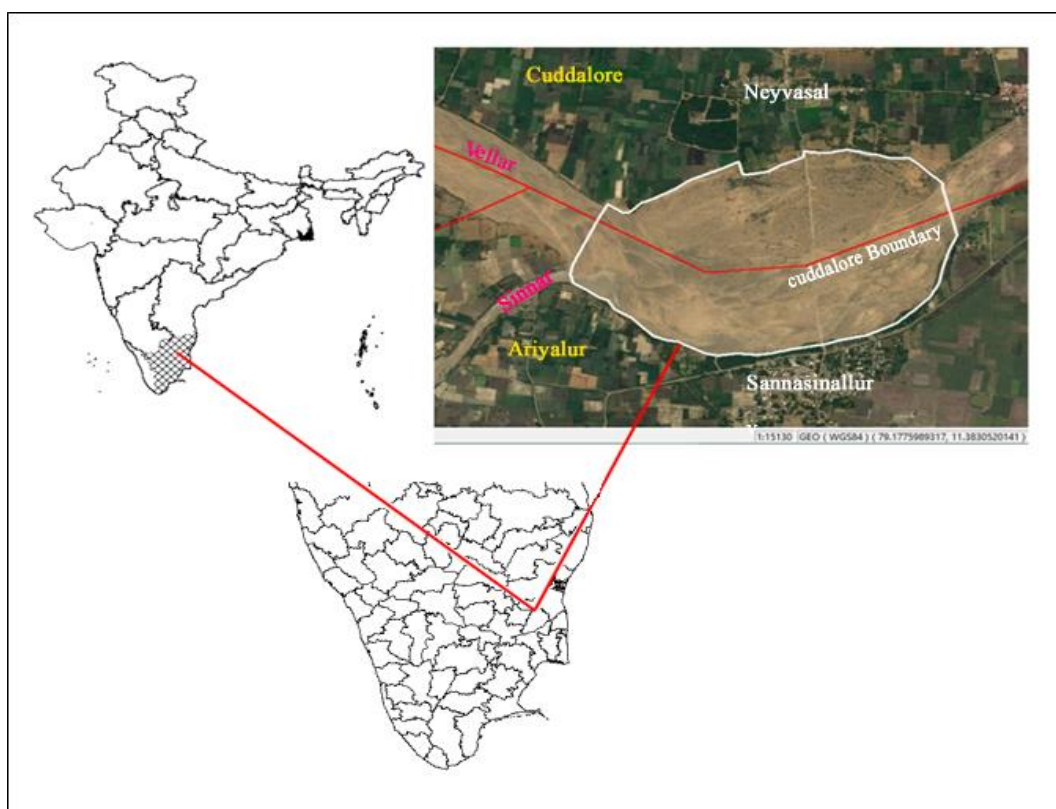 Cuddalore
Neyvasal
Vellar
cuddalore Boundary
Sinnar
Ariyalur
Sannasinallur
1:15130 GEO ( WGS84 ) ( 79.1775989317, 11.3830520141 )